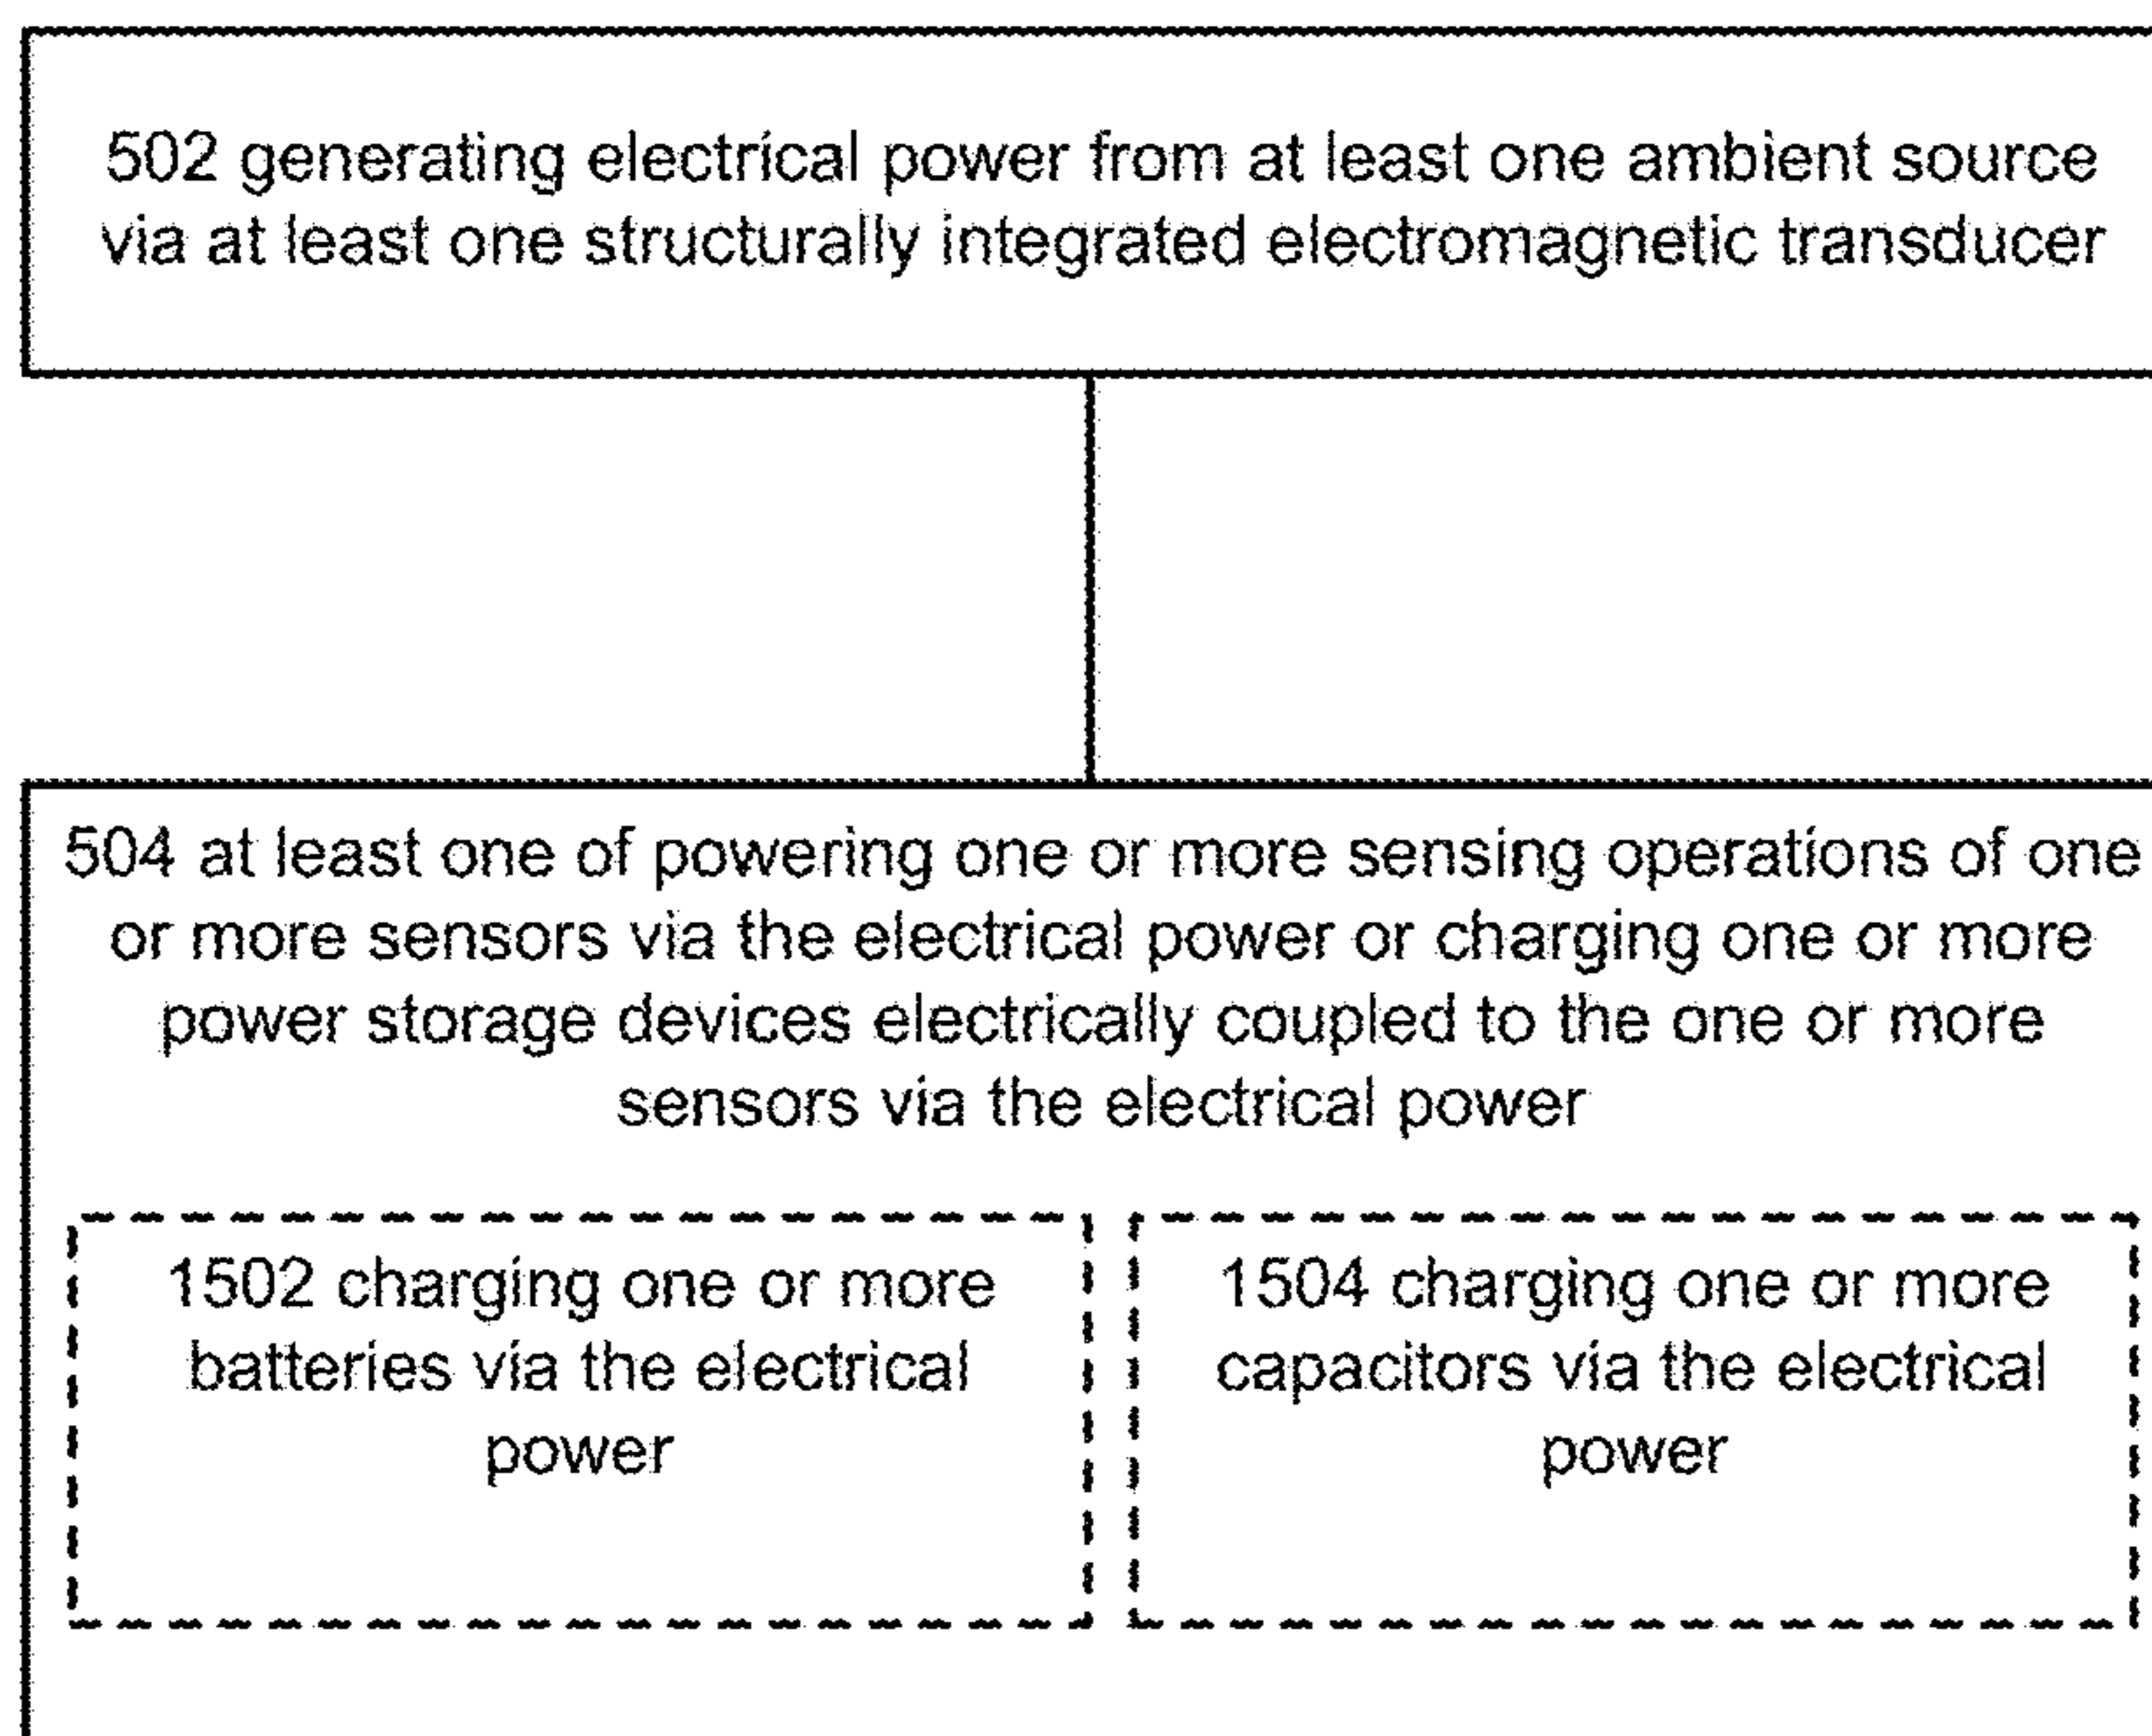 502 generating electrical power from at least one ambient source
via at least one structurally integrated electromagnetic transducer
504 at least one of powering one or more sensing operations of one
or more sensors via the electrical power or charging one or more
power storage devices electrically coupled to the one or more
sensors via the electrical power
1502 charging one or more
batteries via the electrical
power
1504 charging one or more
capacitors via the electrical
power